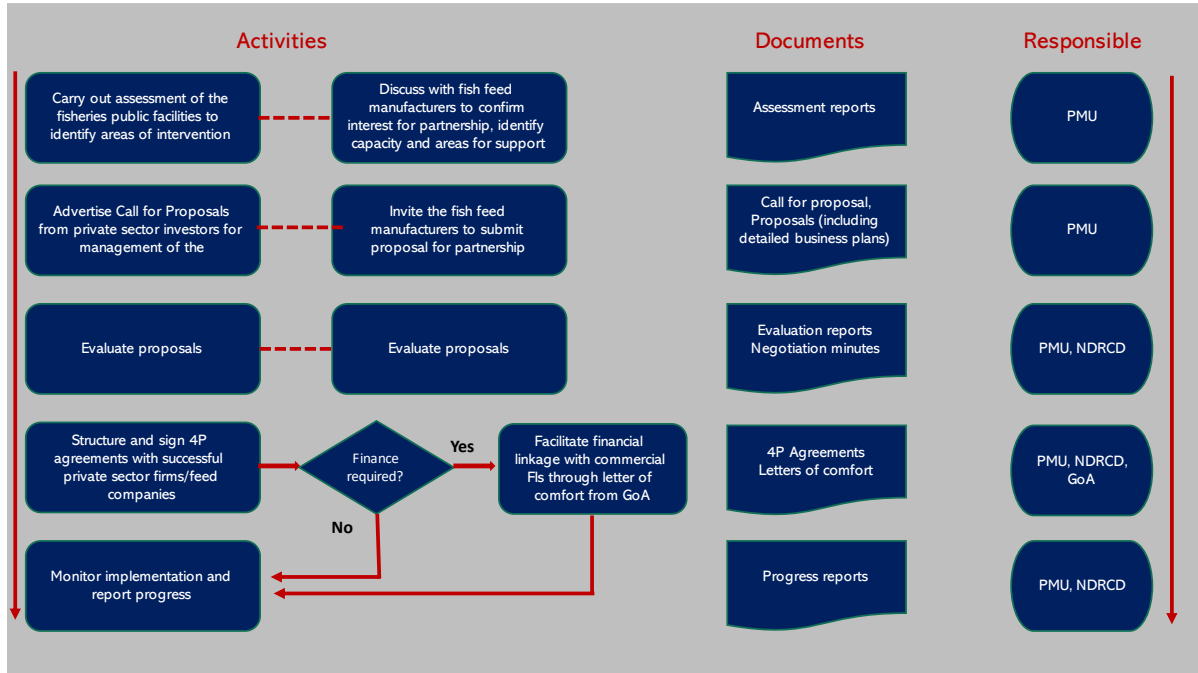 Activities
Documents
Responsible
Carry out assessment of the
fisheries public facilities to
identify areas of intervention
Discuss with fish feed
manufacturers to confirm
interest for partnership, identify
capacity and areas for support
Assessment reports
PMU
Advertise Call for Proposals
from private sector investors for
management of the
Invite the fish feed
manufacturers to submit
proposal for partnership
Call for proposal,
Proposals (including
detailed business plans)
PMU
Evaluate proposals
Evaluate proposals
Evaluation reports
Negotiation minutes
PMU, NDRCD
Structure and sign 4P
agreements with successful
private sector firms/feed
companies
Finance
required?
Yes
No
Facilitate financial
linkage with commercial
FIs through letter of
comfort from GoA
4P Agreements
Letters of comfort
PMU, NDRCD,
GoA
Monitor implementation and
report progress
Progress reports
PMU, NDRCD